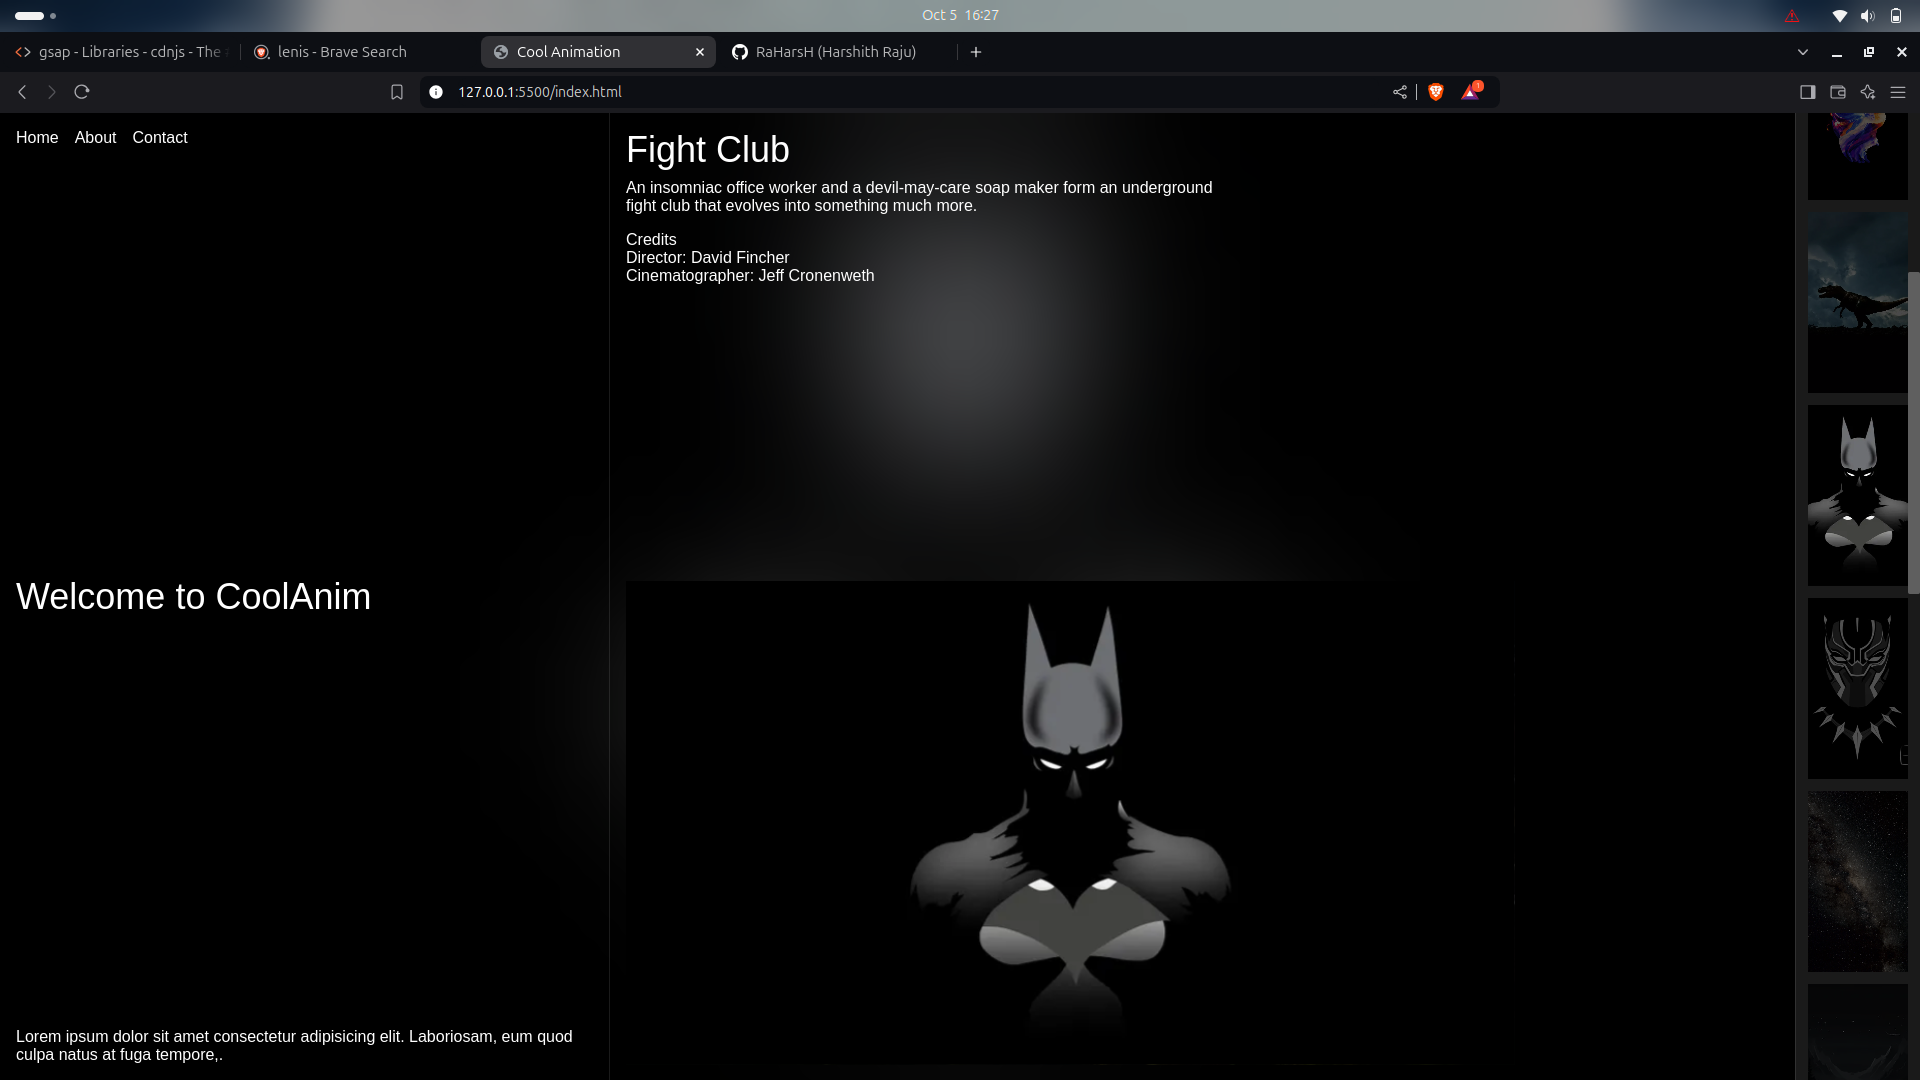 Oct 5 16:27
gsap - Libraries - cdnjs - The
lenis - Brave Search
Cool Animation
RaHarsH (Harshith Raju)
127.0.0.1:5500/index.html
1
Home About Contact
Welcome to CoolAnim
Lorem ipsum dolor sit amet consectetur adipisicing elit. Laboriosam, eum quod
culpa natus at fuga tempore,.
Fight Club
An insomniac office worker and a devil-may-care soap maker form an underground
fight club that evolves into something much more.
Credits
Director: David Fincher
Cinematographer: Jeff Cronenweth